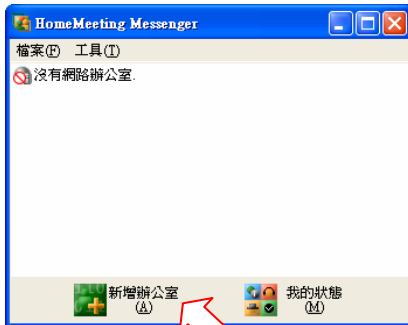 HomeMeeting Messenger
檔案(F) 工具(T)
沒有網路辦公室.
新增辦公室
(A)
我的狀態
(M)